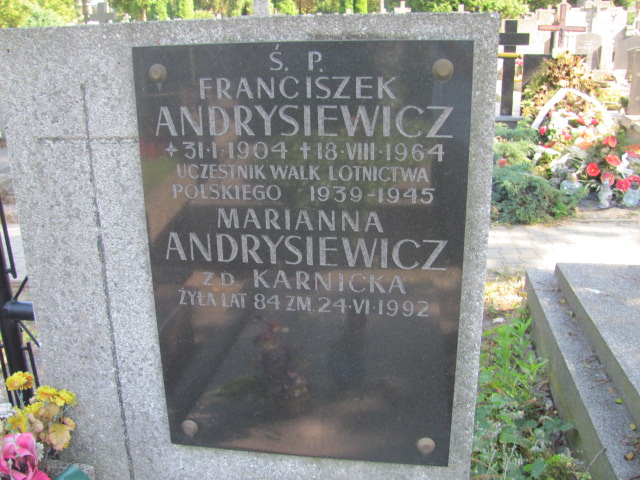 Ś. P.
FRANCISZEK
ANDRYSIEWICZ
+31·I·1904 +18·VIII·1964
UCZESTNIK WALK LOTNICTWA
POLSKIEGO 1939-1945
MARIANNA
ANDRYSIEWICZ
Z D. KARNICKA
ŻYŁA LAT 84 ZM. 24·VI·1992